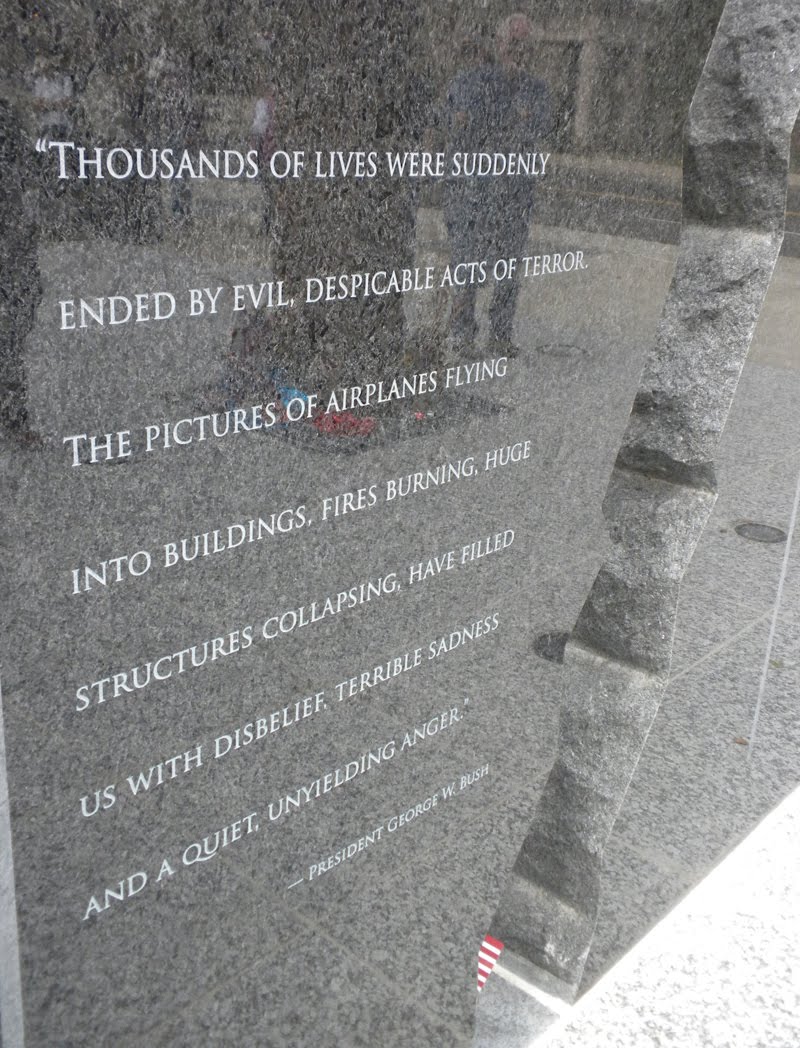 “THOUSANDS OF LIVES WERE SUDDENLY
ENDED BY EVIL, DESPICABLE ACTS OF TERROR.
THE PICTURES OF AIRPLANES FLYING
INTO BUILDINGS, FIRES BURNING, HUGE
STRUCTURES COLLAPSING, HAVE FILLED
US WITH DISBELIEF, TERRIBLE SADNESS
AND A QUIET, UNYIELDING ANGER.”
— PRESIDENT GEORGE W. BUSH